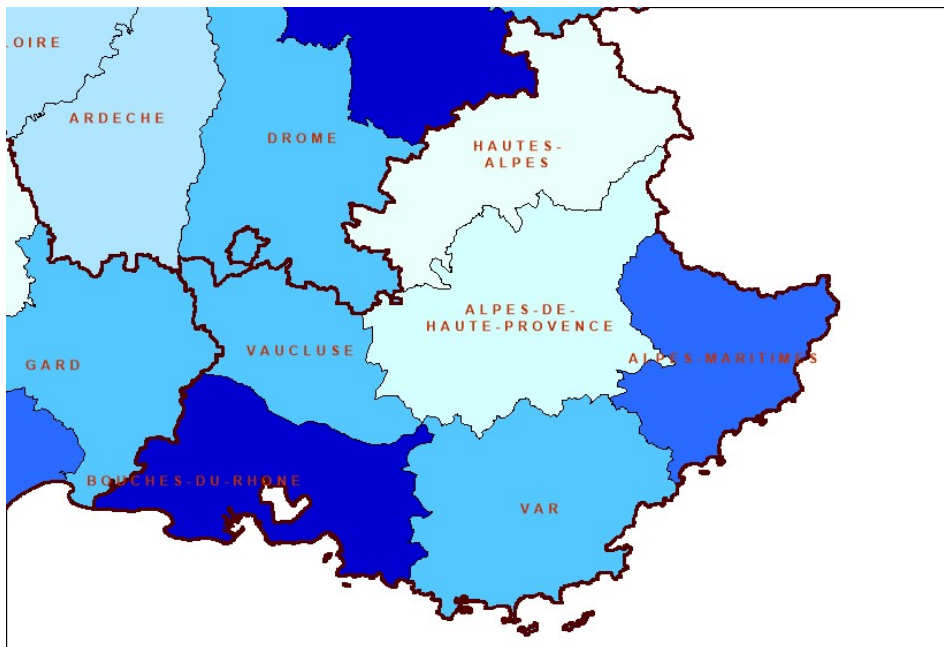 LOIRE
ARDECHE
DROME
HAUTES-
ALPES
ALPES-DE-
HAUTE-PROVENCE
VAUCLUSE
ALPES-MARITIMES
GARD
BOUCHES-DU-RHONE
VAR